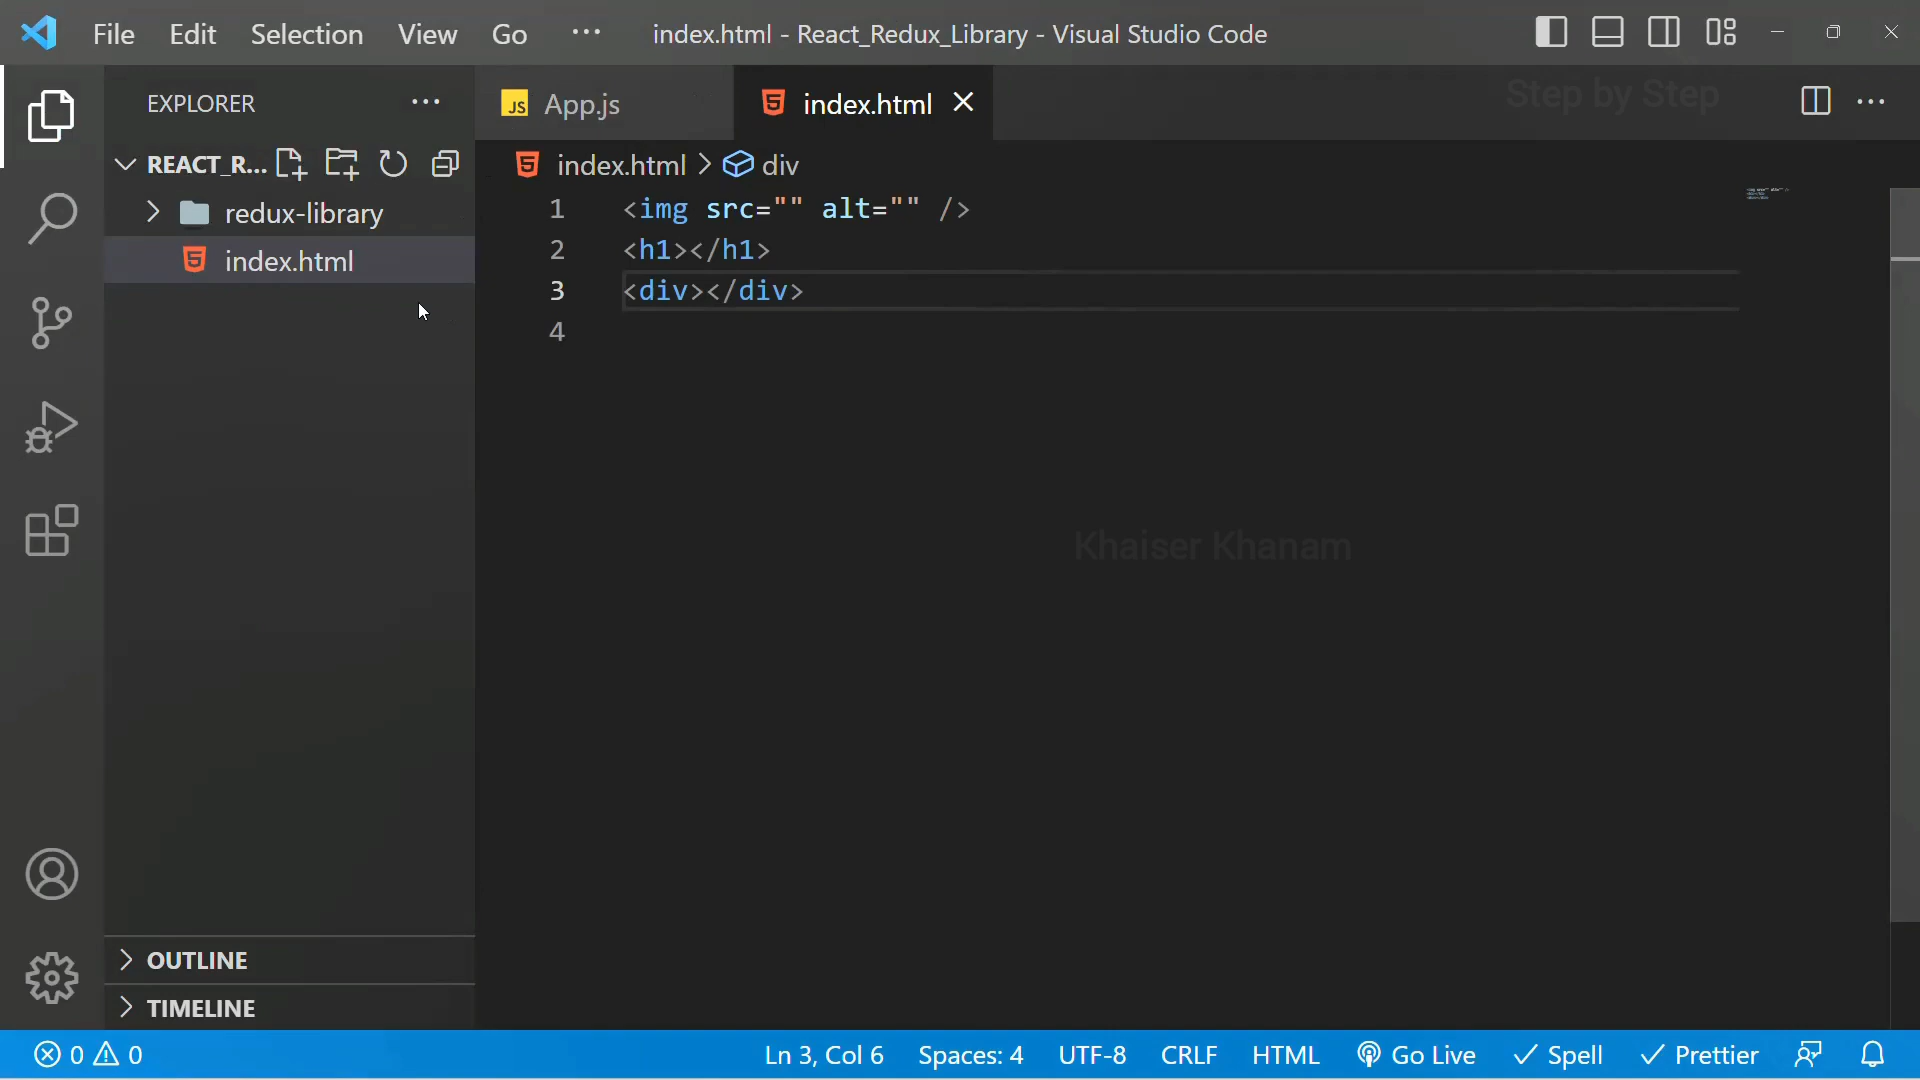 File Edit Selection View Go ... index.html - React_Redux_Library - Visual Studio Code
EXPLORER
App.js
index.html
Step by Step
REACT_R...
index.html > div
redux-library
index.html
1 <img src="" alt="" />
2 <h1></h1>
3 <div></div>
4
Khaiser Khanam
OUTLINE
TIMELINE
0 0 Ln 3, Col 6 Spaces: 4 UTF-8 CRLF HTML Go Live Spell Prettier